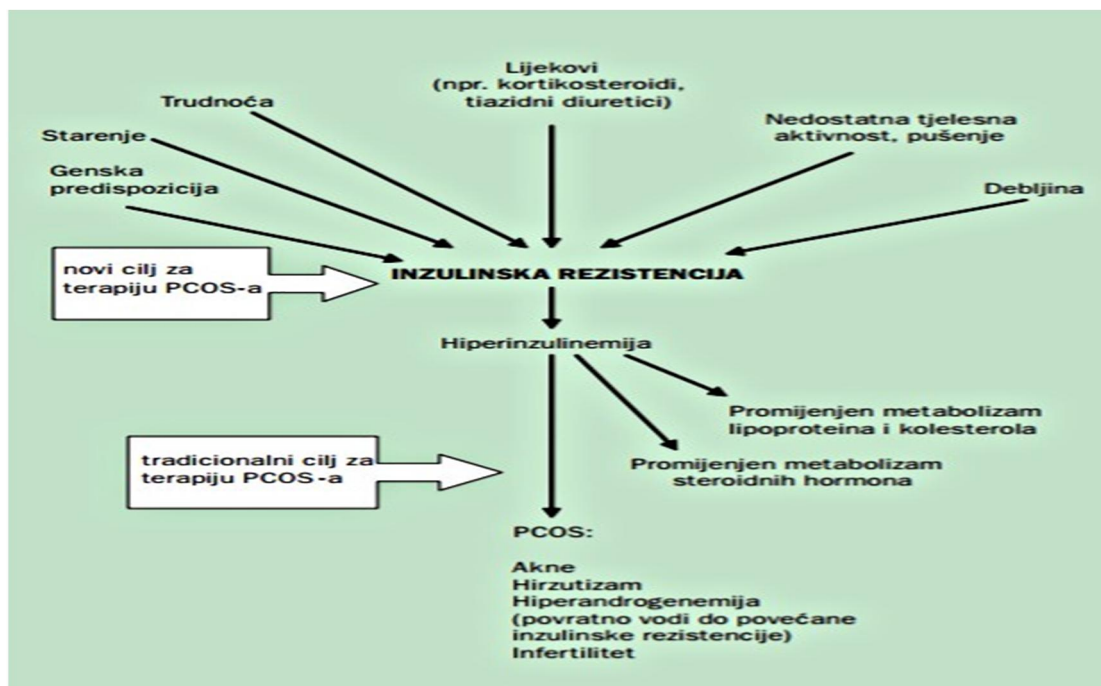 Lijekovi
(npr. kortikosteroidi,
tiazidni diuretici)
Trudnoća
Nedostatna tjelesna
aktivnost, pušenje
Starenje
Genska
predispozicija
Debljina
novi cilj za
terapiju PCOS-a
INZULINSKA REZISTENCIJA
Hiperinzulinemija
Promijenjen metabolizam
lipoproteina i kolesterola
tradicionalni cilj za
terapiju PCOS-a
Promijenjen metabolizam
steroidnih hormona
PCOS:
Akne
Hirzutizam
Hiperandrogenemija
(povratno vodi do povećane
inzulinske rezistencije)
Infertilitet